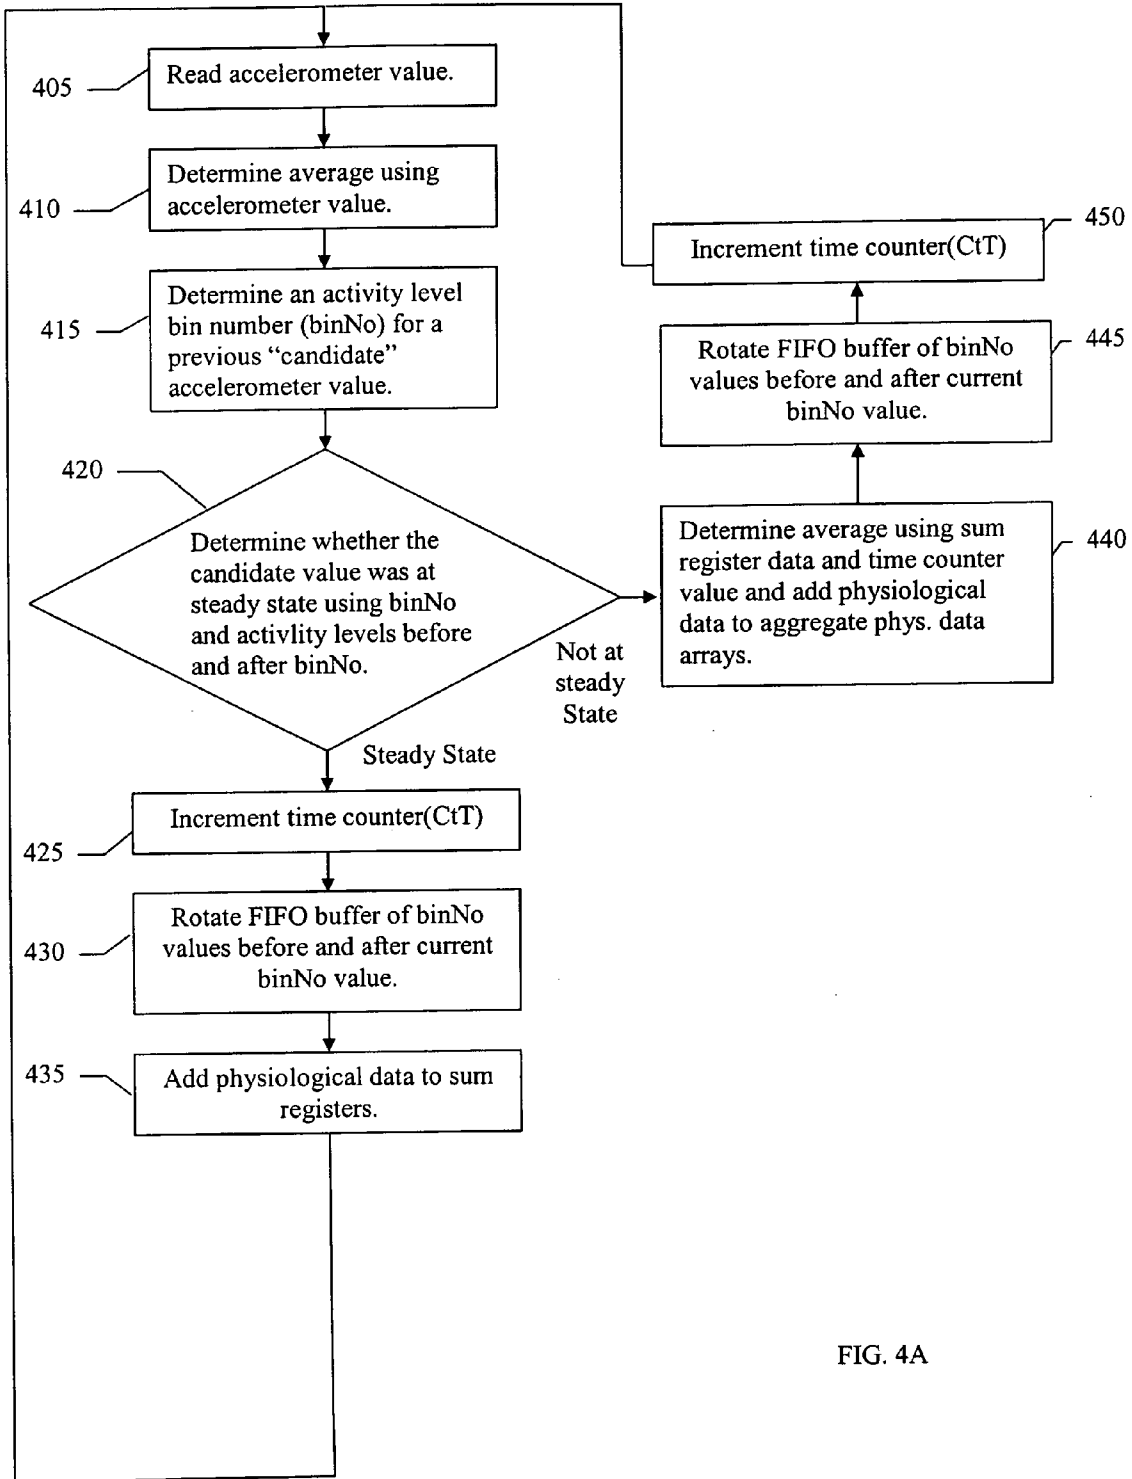 405
Read accelerometer value.
410
Determine average using
accelerometer value.
415
Determine an activity level
bin number (binNo) for a
previous “candidate”
accelerometer value.
420
Determine whether the
candidate value was at
steady state using binNo
and activlity levels before
and after binNo.
Not at
steady
State
Steady State
425
Increment time counter(CtT)
430
Rotate FIFO buffer of binNo
values before and after current
binNo value.
435
Add physiological data to sum
registers.
440
Determine average using sum
register data and time counter
value and add physiological
data to aggregate phys. data
arrays.
445
Rotate FIFO buffer of binNo
values before and after current
binNo value.
450
Increment time counter(CtT)
FIG. 4A